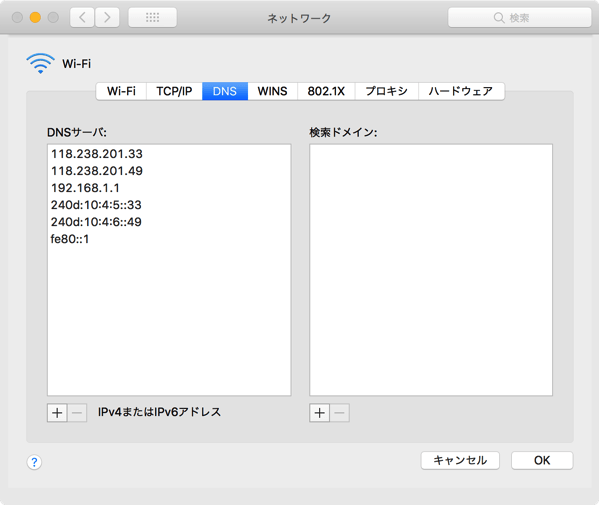 ネットワーク
検索
Wi-Fi
Wi-Fi TCP/IP DNS WINS 802.1X プロキシ ハードウェア
DNSサーバ: 検索ドメイン:
118.238.201.33
118.238.201.49
192.168.1.1
240d:10:4:5::33
240d:10:4:6::49
fe80::1
+ − IPv4またはIPv6アドレス + −
? キャンセル OK